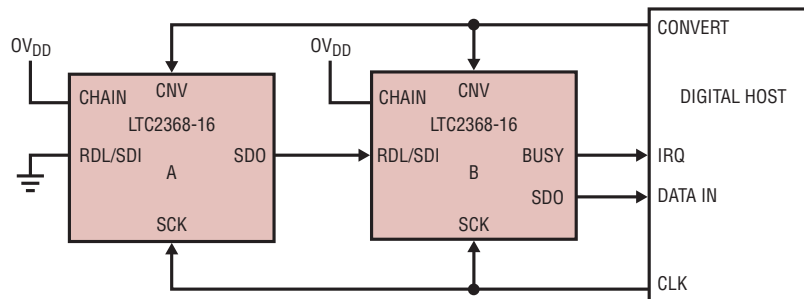 CONVERT
OVDD
OVDD
CNV
CNV
CHAIN
CHAIN
DIGITAL HOST
LTC2368-16
LTC2368-16
RDL/SDI
SDO
RDL/SDI
BUSY
IRQ
A
B
SDO
DATA IN
SCK
SCK
CLK